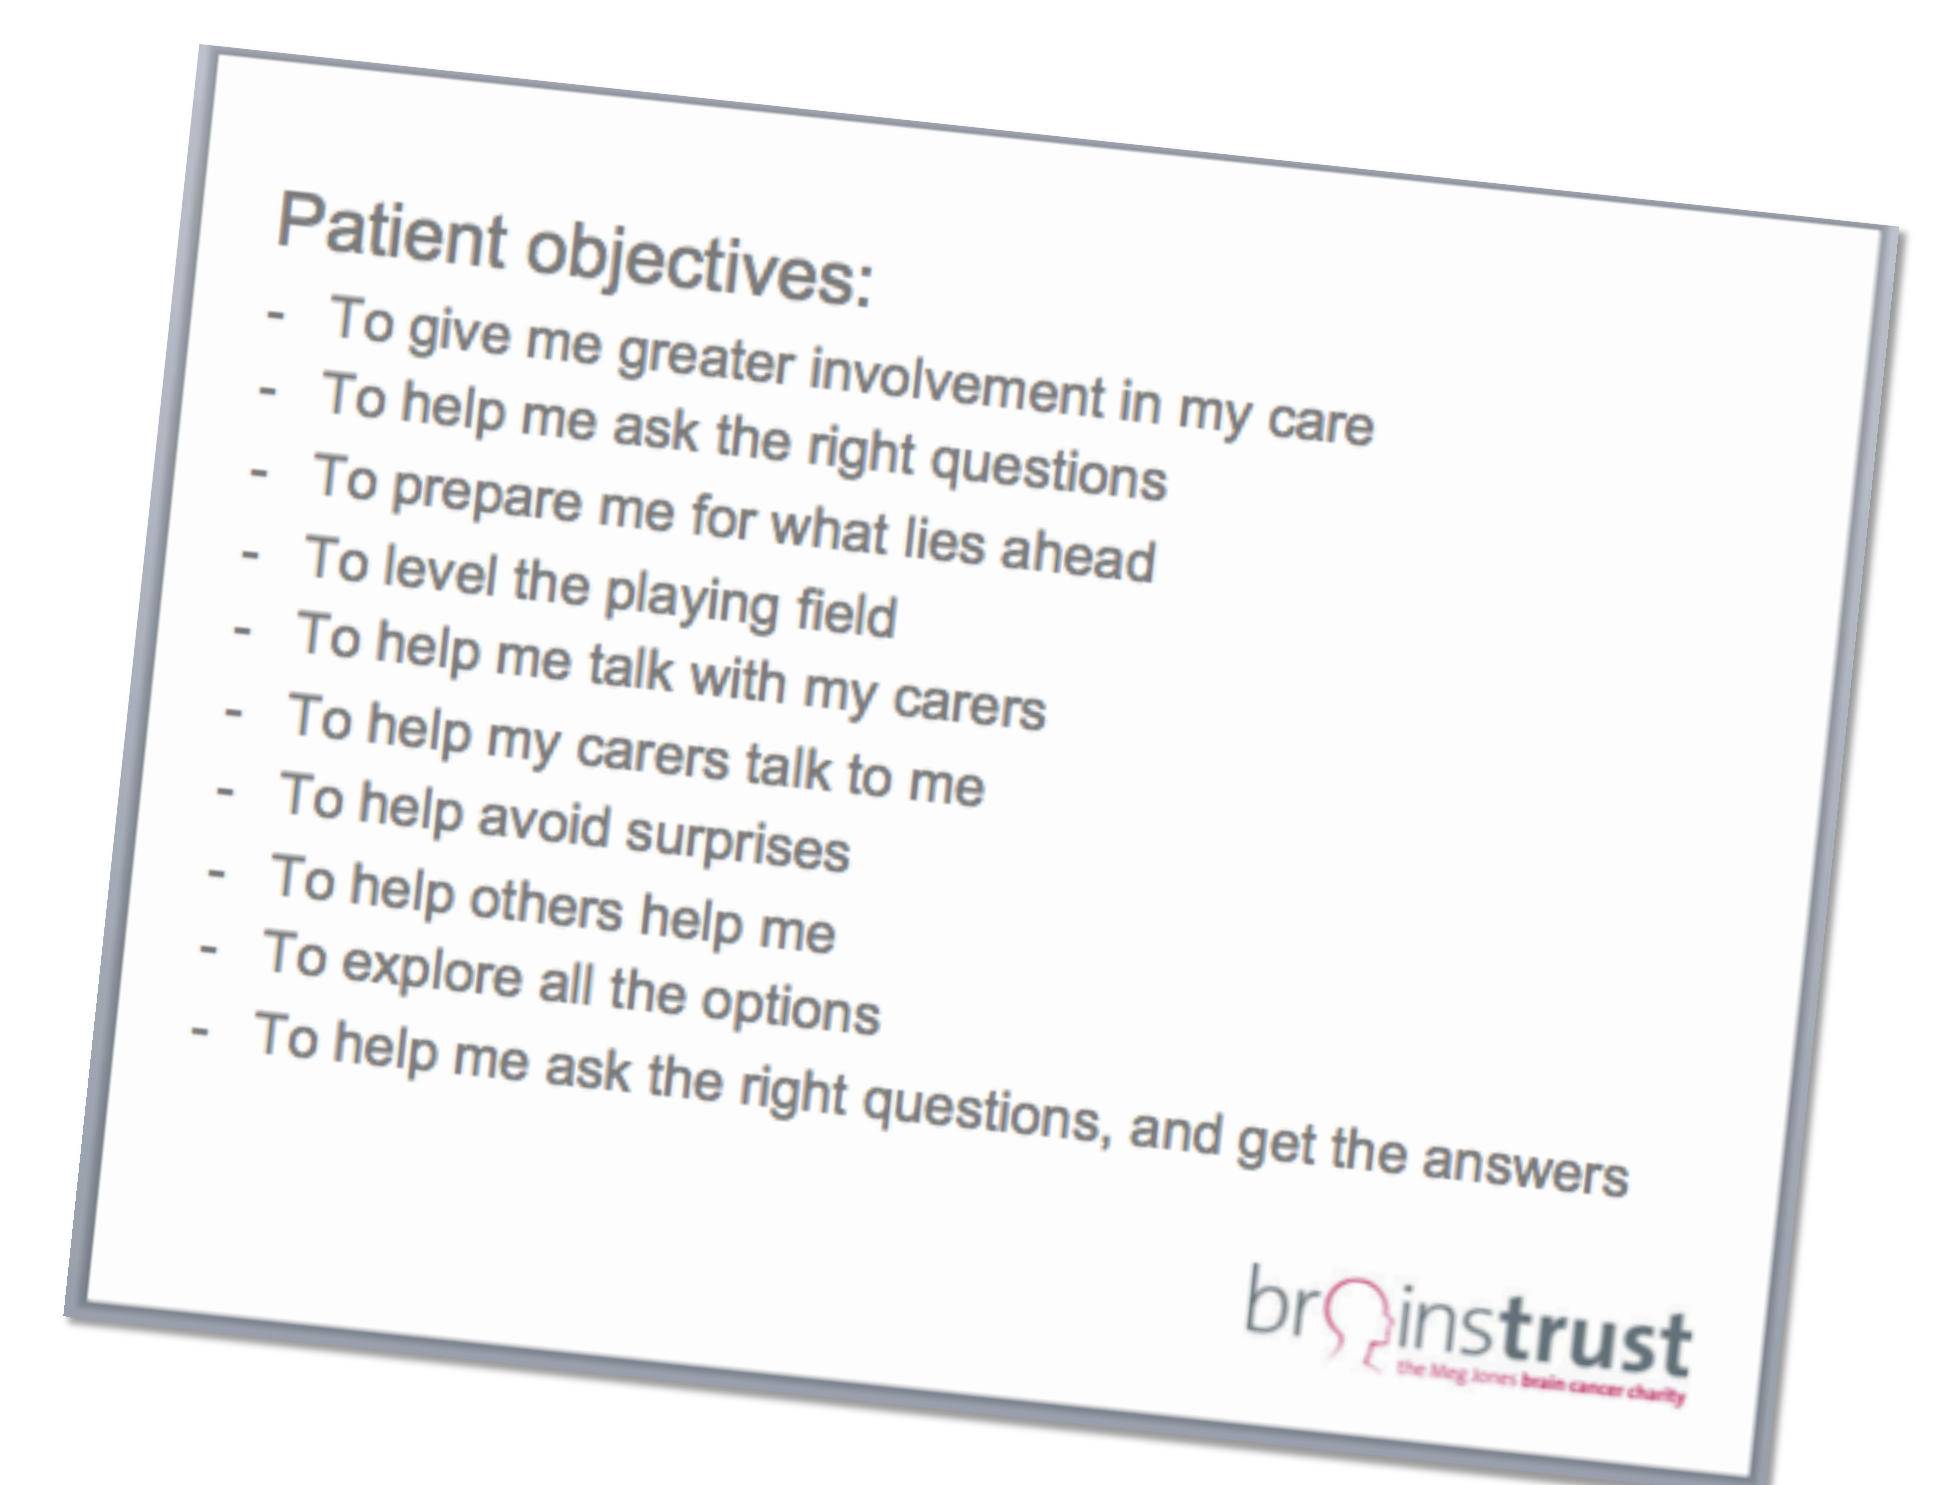 Patient objectives:
- To give me greater involvement in my care
- To help me ask the right questions
- To prepare me for what lies ahead
- To level the playing field
- To help me talk with my carers
- To help my carers talk to me
- To help avoid surprises
- To help others help me
- To explore all the options
- To help me ask the right questions, and get the answers
brainstrust
the Meg Jones brain cancer charity